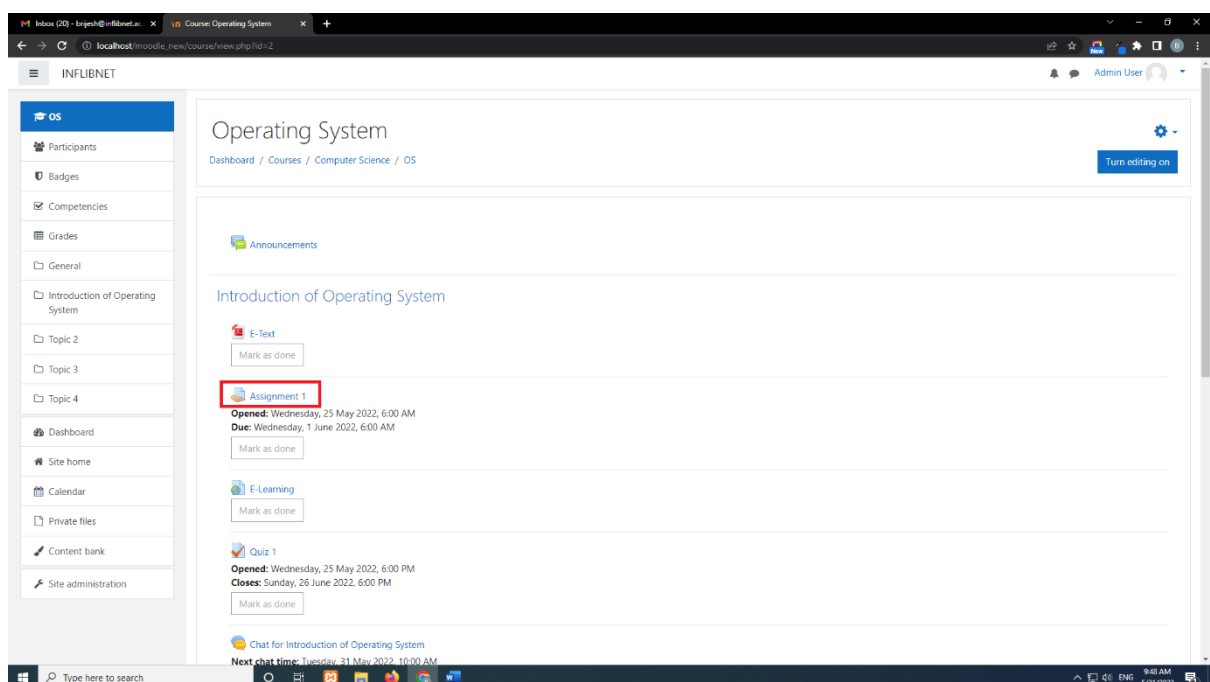 Inbox (20) - brijesh@inflibnet.ac.
Course: Operating System
localhost/moodle_new/course/view.php?id=2
New
B
INFLIBNET
Admin User
OS
Participants
Badges
Competencies
Grades
General
Introduction of Operating
System
Topic 2
Topic 3
Topic 4
Dashboard
Site home
Calendar
Private files
Content bank
Site administration
Operating System
Dashboard / Courses / Computer Science / OS
Turn editing on
Announcements
Introduction of Operating System
E-Text
Mark as done
Assignment 1
Opened: Wednesday, 25 May 2022, 6:00 AM
Due: Wednesday, 1 June 2022, 6:00 AM
Mark as done
E-Learning
Mark as done
Quiz 1
Opened: Wednesday, 25 May 2022, 6:00 PM
Closes: Sunday, 26 June 2022, 6:00 PM
Mark as done
Chat for Introduction of Operating System
Next chat time: Tuesday, 31 May 2022, 10:00 AM
Type here to search
ENG
9:48 AM